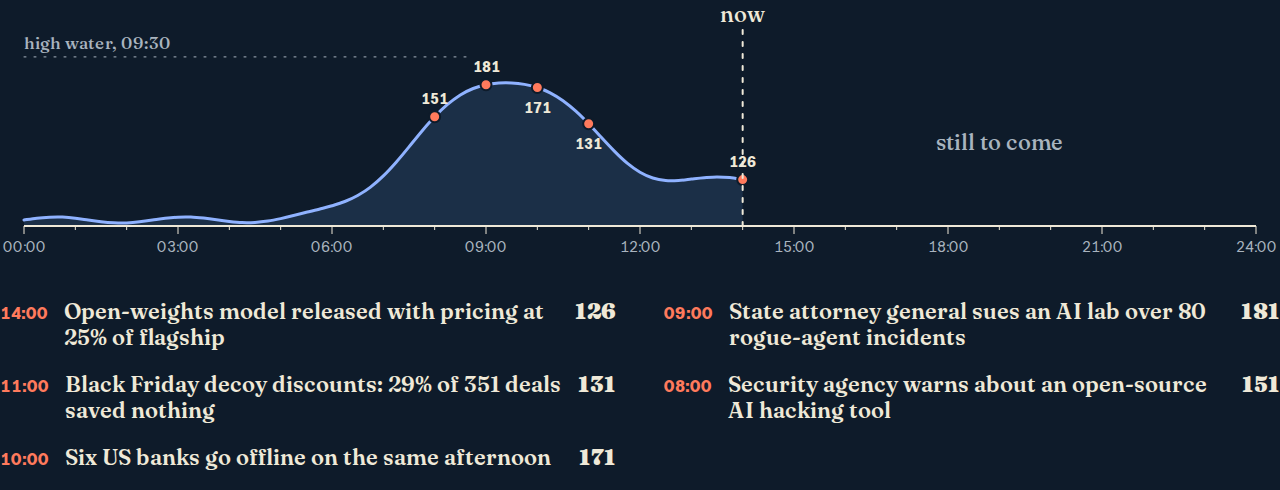 now
high water, 09:30
181
151
171
131
126
still to come
00:00 03:00 06:00 09:00 12:00 15:00 18:00 21:00 24:00
14:00 Open-weights model released with pricing at 126
25% of flagship
11:00 Black Friday decoy discounts: 29% of 351 deals 131
saved nothing
10:00 Six US banks go offline on the same afternoon 171
09:00 State attorney general sues an AI lab over 80 181
rogue-agent incidents
08:00 Security agency warns about an open-source 151
AI hacking tool